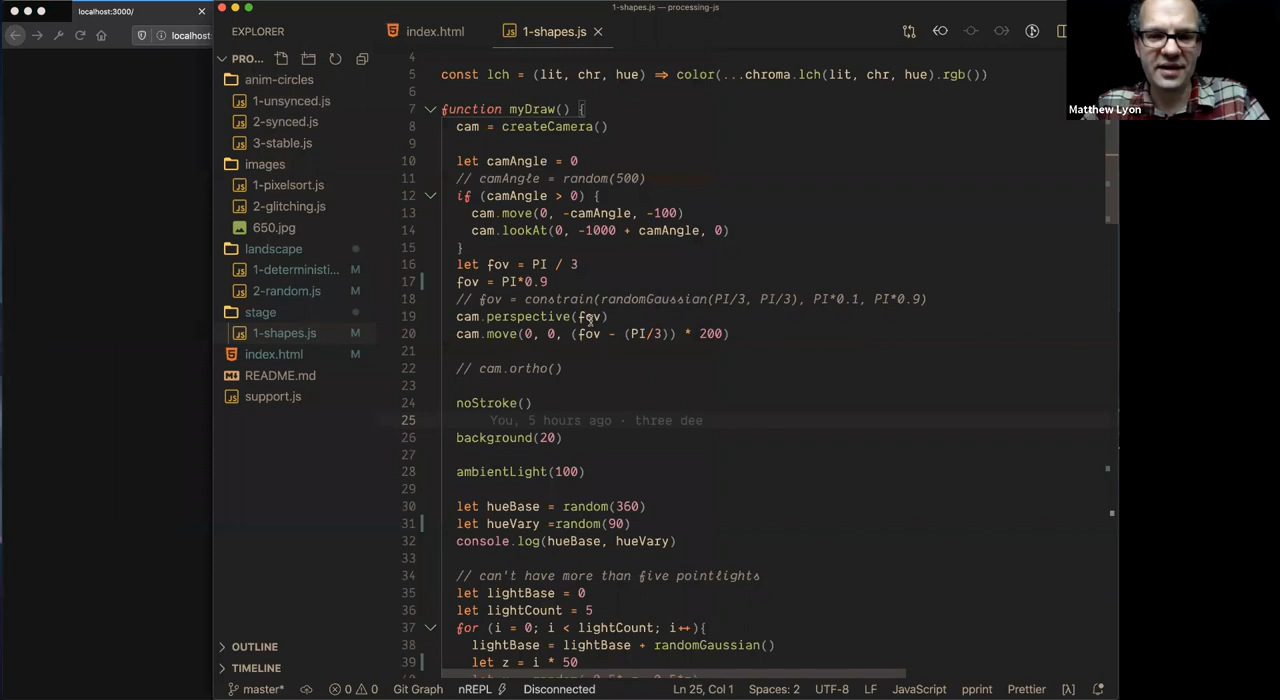 localhost:3000/
1-shapes.js — processing-js
localhost:
EXPLORER
index.html
1-shapes.js
PRO...
anim-circles
1-unsynced.js
2-synced.js
3-stable.js
images
1-pixelsort.js
2-glitching.js
650.jpg
landscape
1-deterministi... M
2-random.js M
stage
1-shapes.js M
index.html M
README.md
support.js
OUTLINE
TIMELINE
4
5 const lch = (lit, chr, hue) => color(...chroma.lch(lit, chr, hue).rgb())
6
7 function myDraw() {
8 cam = createCamera()
9
10 let camAngle = 0
11 // camAngle = random(500)
12 if (camAngle > 0) {
13 cam.move(0, -camAngle, -100)
14 cam.lookAt(0, -1000 + camAngle, 0)
15 }
16 let fov = PI / 3
17 fov = PI*0.9
18 // fov = constrain(randomGaussian(PI/3, PI/3), PI*0.1, PI*0.9)
19 cam.perspective(fov)
20 cam.move(0, 0, (fov - (PI/3)) * 200)
21
22 // cam.ortho()
23
24 noStroke()
25 You, 5 hours ago · three dee
26 background(20)
27
28 ambientLight(100)
29
30 let hueBase = random(360)
31 let hueVary =random(90)
32 console.log(hueBase, hueVary)
33
34 // can't have more than five pointlights
35 let lightBase = 0
36 let lightCount = 5
37 for (i = 0; i < lightCount; i++){
38 lightBase = lightBase + randomGaussian()
39 let z = i * 50
Matthew Lyon
master* 0 0 Git Graph nREPL Disconnected Ln 25, Col 1 Spaces: 2 UTF-8 LF JavaScript pprint Prettier [λ]